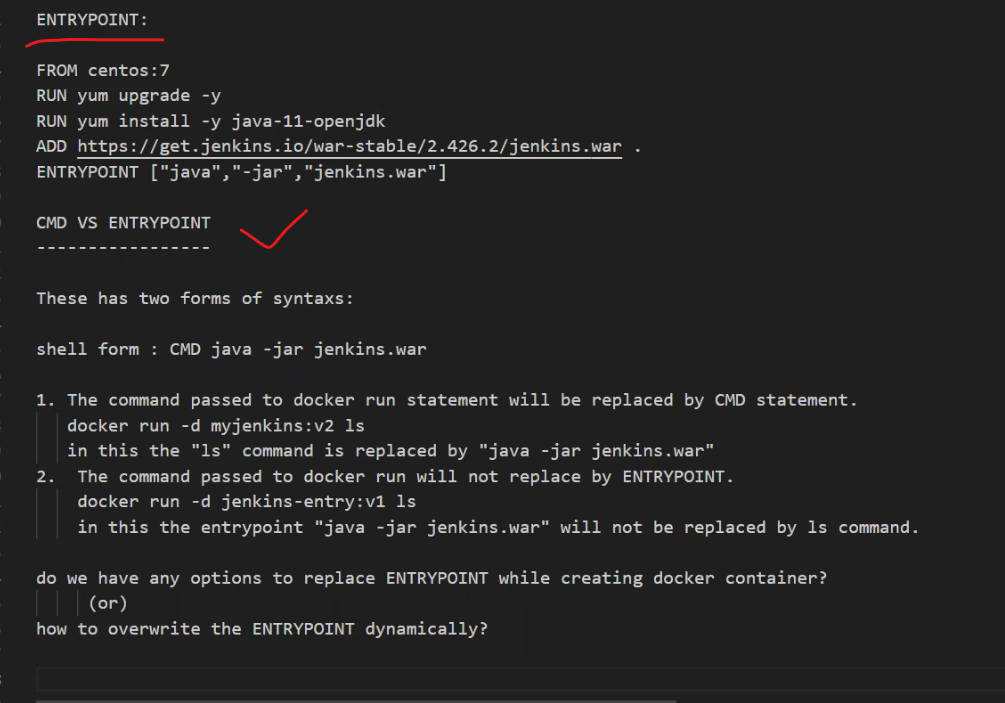 ENTRYPOINT:
FROM centos:7
RUN yum upgrade -y
RUN yum install -y java-11-openjdk
ADD https://get.jenkins.io/war-stable/2.426.2/jenkins.war .
ENTRYPOINT ["java","-jar","jenkins.war"]
CMD VS ENTRYPOINT
-----------------
These has two forms of syntaxs:
shell form : CMD java -jar jenkins.war
1. The command passed to docker run statement will be replaced by CMD statement.
docker run -d myjenkins:v2 ls
in this the "ls" command is replaced by "java -jar jenkins.war"
2.  The command passed to docker run will not replace by ENTRYPOINT.
docker run -d jenkins-entry:v1 ls
in this the entrypoint "java -jar jenkins.war" will not be replaced by ls command.
do we have any options to replace ENTRYPOINT while creating docker container?
(or)
how to overwrite the ENTRYPOINT dynamically?